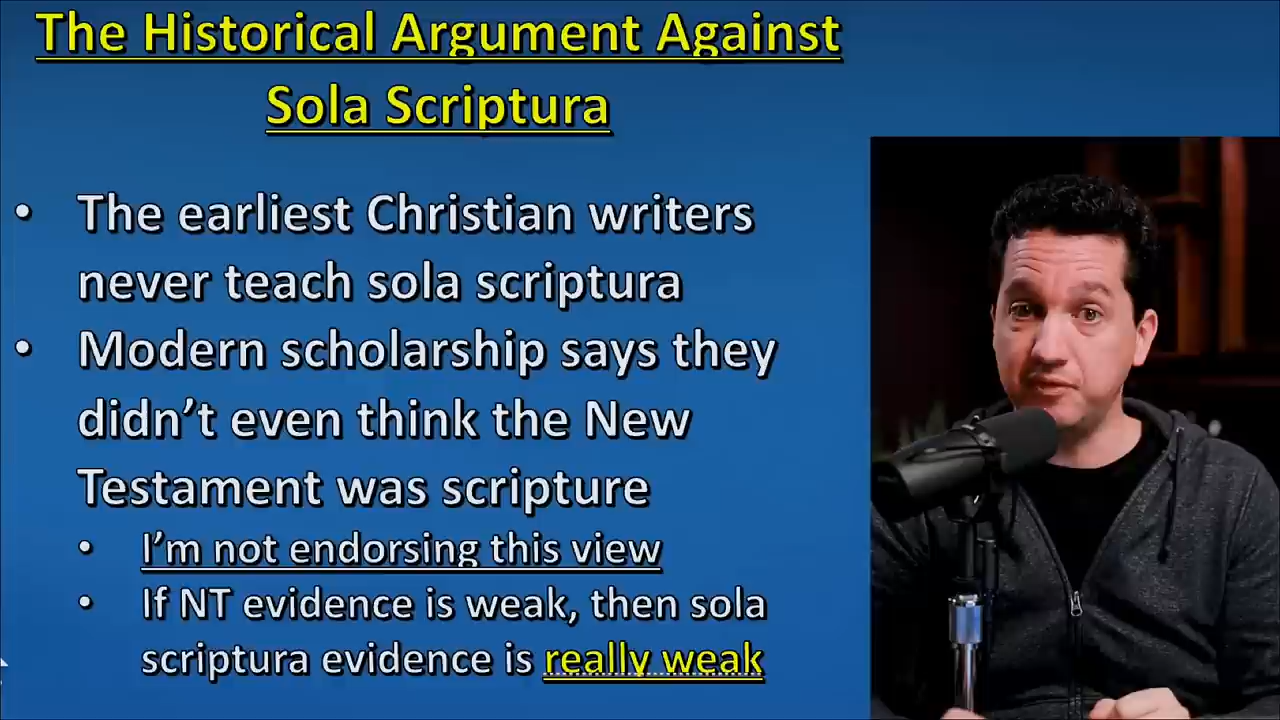 The Historical Argument Against
Sola Scriptura
• The earliest Christian writers
never teach sola scriptura
• Modern scholarship says they
didn’t even think the New
Testament was scripture
• I’m not endorsing this view
• If NT evidence is weak, then sola
scriptura evidence is really weak